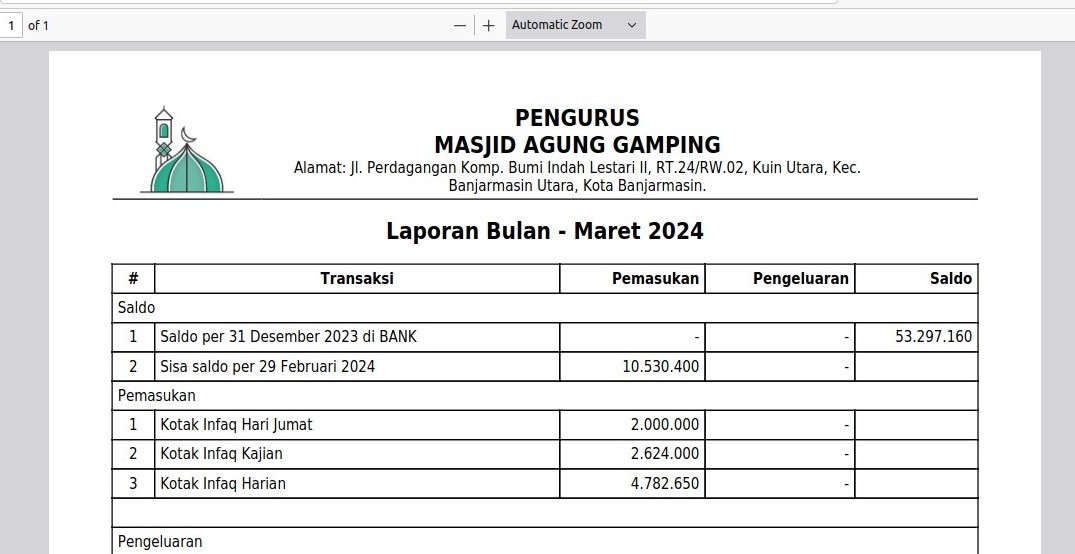 1 of 1 Automatic Zoom
PENGURUS
MASJID AGUNG GAMPING
Alamat: Jl. Perdagangan Komp. Bumi Indah Lestari II, RT.24/RW.02, Kuin Utara, Kec.
Banjarmasin Utara, Kota Banjarmasin.
Laporan Bulan - Maret 2024
# Transaksi Pemasukan Pengeluaran Saldo
Saldo
1 Saldo per 31 Desember 2023 di BANK - - 53.297.160
2 Sisa saldo per 29 Februari 2024 10.530.400 -
Pemasukan
1 Kotak Infaq Hari Jumat 2.000.000 -
2 Kotak Infaq Kajian 2.624.000 -
3 Kotak Infaq Harian 4.782.650 -
Pengeluaran